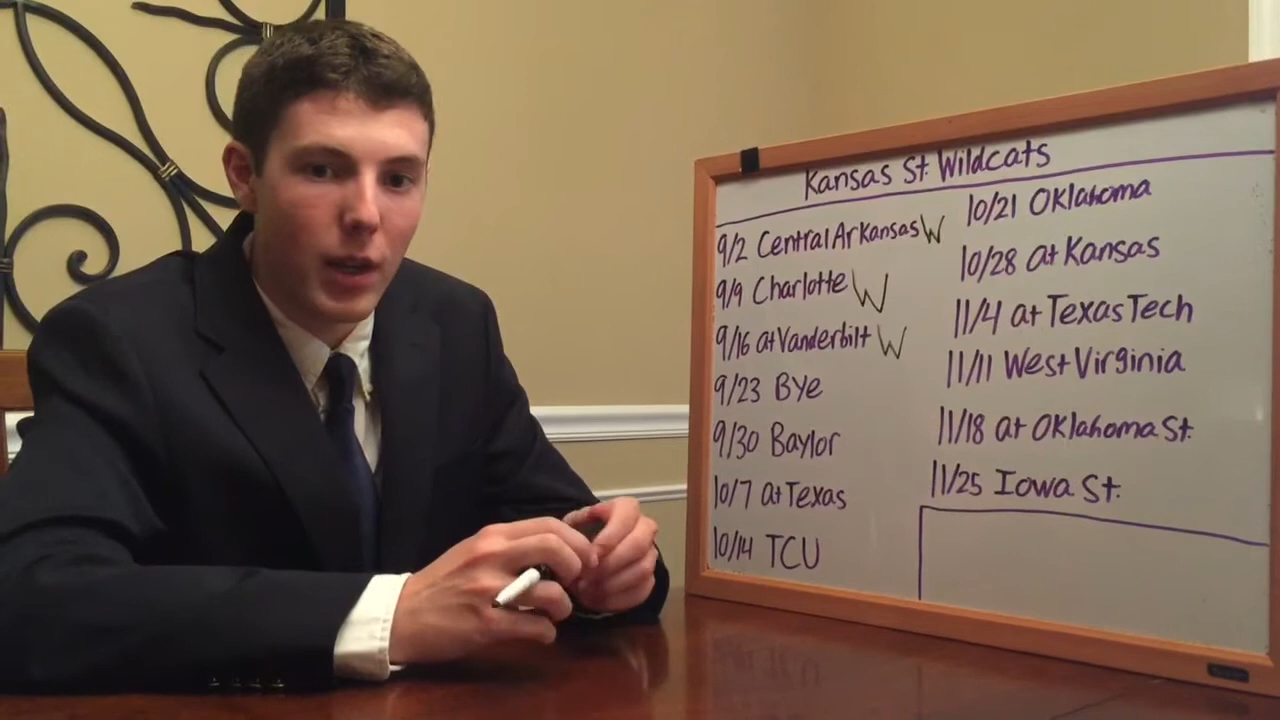 Kansas St. Wildcats
9/2 Central Arkansas W
9/9 Charlotte W
9/16 at Vanderbilt W
9/23 Bye
9/30 Baylor
10/7 at Texas
10/14 TCU
10/21 Oklahoma
10/28 at Kansas
11/4 at Texas Tech
11/11 West Virginia
11/18 at Oklahoma St.
11/25 Iowa St.